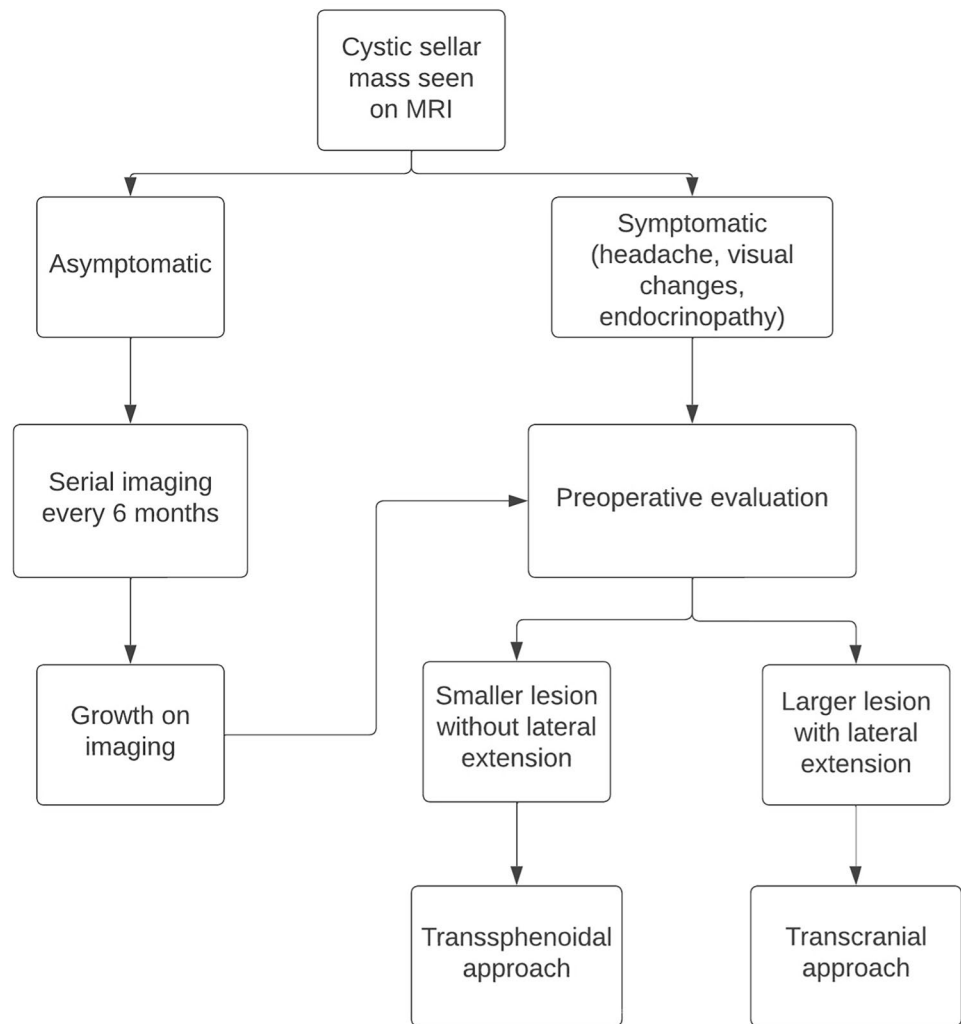 Cystic sellar
mass seen
on MRI
Asymptomatic
Symptomatic
(headache, visual
changes,
endocrinopathy)
Serial imaging
every 6 months
Preoperative evaluation
Growth on
imaging
Smaller lesion
without lateral
extension
Larger lesion
with lateral
extension
Transsphenoidal
approach
Transcranial
approach